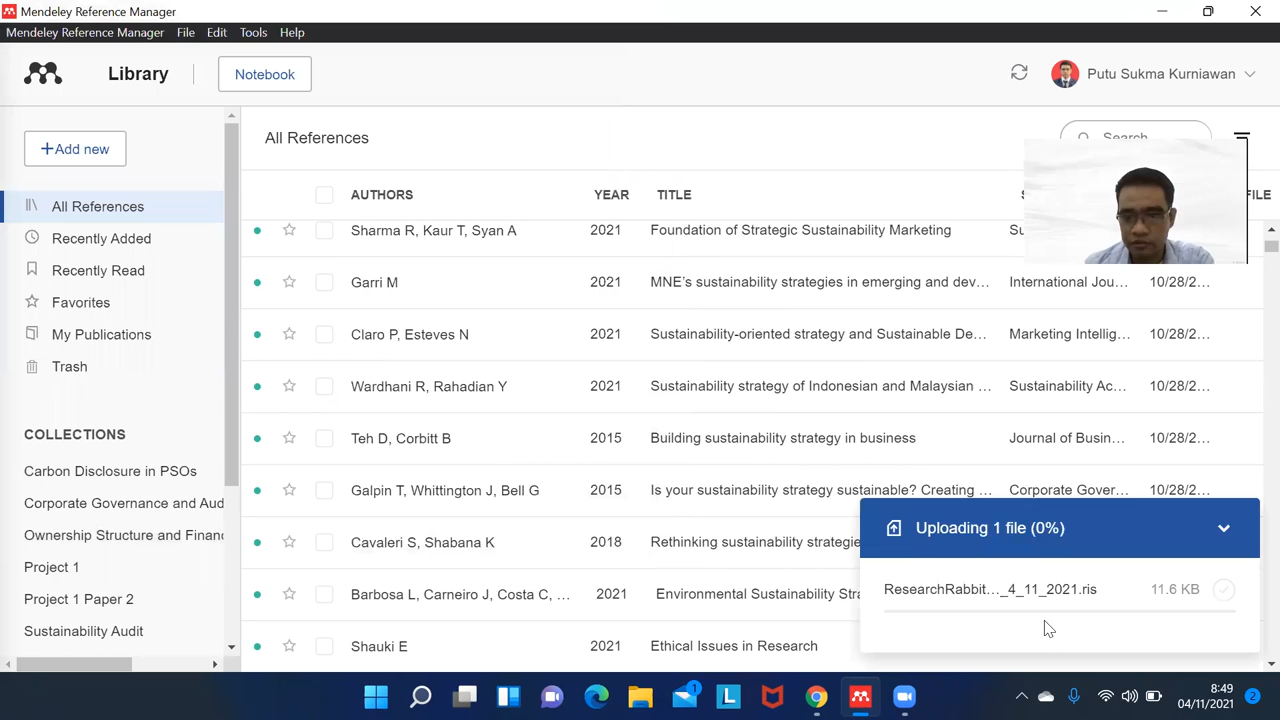 Mendeley Reference Manager
Mendeley Reference Manager File Edit Tools Help
Library Notebook Putu Sukma Kurniawan
+Add new
All References
Recently Added
Recently Read
Favorites
My Publications
Trash
COLLECTIONS
Carbon Disclosure in PSOs
Corporate Governance and Aud
Ownership Structure and Financ
Project 1
Project 1 Paper 2
Sustainability Audit
All References Search
AUTHORS YEAR TITLE FILE
Sharma R, Kaur T, Syan A 2021 Foundation of Strategic Sustainability Marketing Su
Garri M 2021 MNE's sustainability strategies in emerging and dev… International Jou… 10/28/2…
Claro P, Esteves N 2021 Sustainability-oriented strategy and Sustainable De… Marketing Intellig… 10/28/2…
Wardhani R, Rahadian Y 2021 Sustainability strategy of Indonesian and Malaysian … Sustainability Ac… 10/28/2…
Teh D, Corbitt B 2015 Building sustainability strategy in business Journal of Busin… 10/28/2…
Galpin T, Whittington J, Bell G 2015 Is your sustainability strategy sustainable? Creating … Corporate Gover… 10/28/2…
Cavaleri S, Shabana K 2018 Rethinking sustainability strategie
Barbosa L, Carneiro J, Costa C, … 2021 Environmental Sustainability Stra
Shauki E 2021 Ethical Issues in Research
Uploading 1 file (0%)
ResearchRabbit…_4_11_2021.ris 11.6 KB
8:49
04/11/2021
2
1